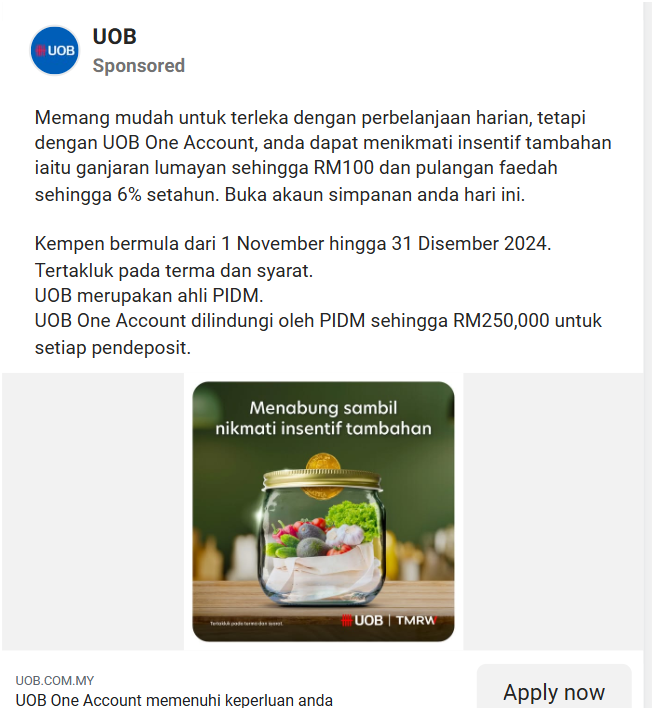 UOB
UOB
Sponsored
Memang mudah untuk terleka dengan perbelanjaan harian, tetapi
dengan UOB One Account, anda dapat menikmati insentif tambahan
iaitu ganjaran lumayan sehingga RM100 dan pulangan faedah
sehingga 6% setahun. Buka akaun simpanan anda hari ini.
Kempen bermula dari 1 November hingga 31 Disember 2024.
Tertakluk pada terma dan syarat.
UOB merupakan ahli PIDM.
UOB One Account dilindungi oleh PIDM sehingga RM250,000 untuk
setiap pendeposit.
Menabung sambil
nikmati insentif tambahan
Tertakluk pada terma dan syarat.
UOB | TMRW
UOB.COM.MY
UOB One Account memenuhi keperluan anda
Apply now